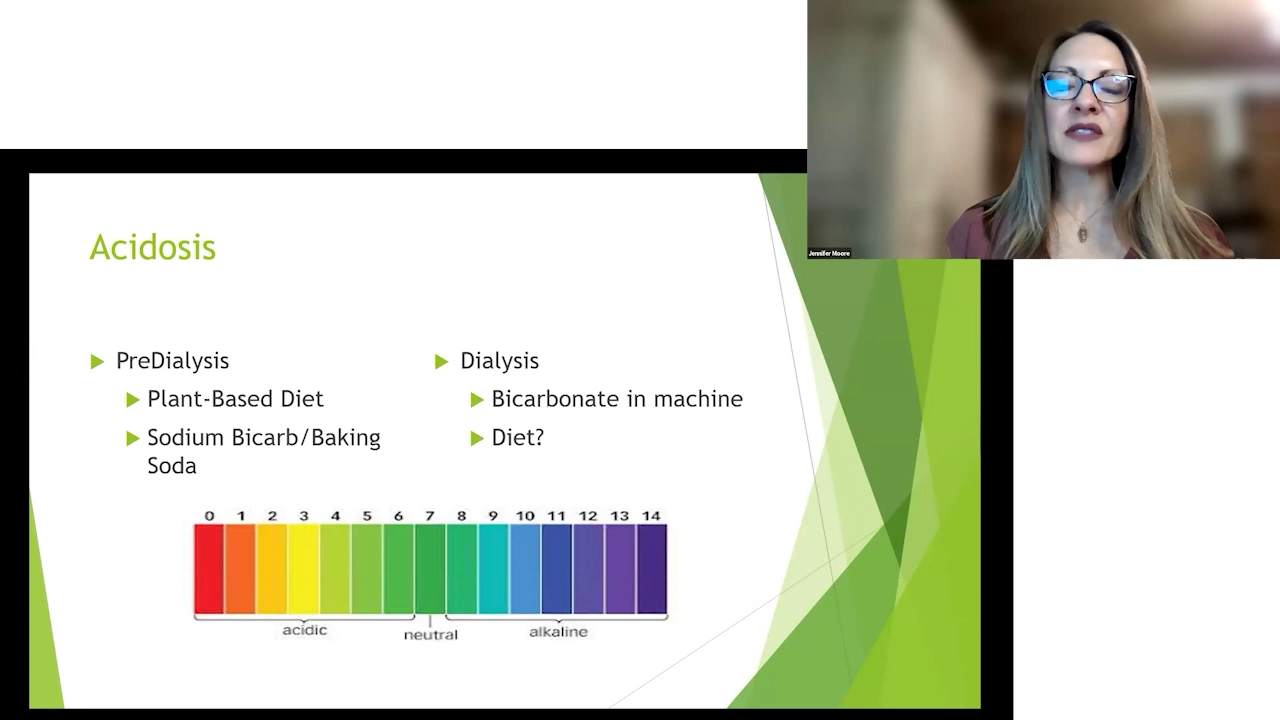 Jennifer Moore
Acidosis
PreDialysis
Plant-Based Diet
Sodium Bicarb/Baking
Soda
Dialysis
Bicarbonate in machine
Diet?
0 1 2 3 4 5 6 7 8 9 10 11 12 13 14
acidic
neutral
alkaline